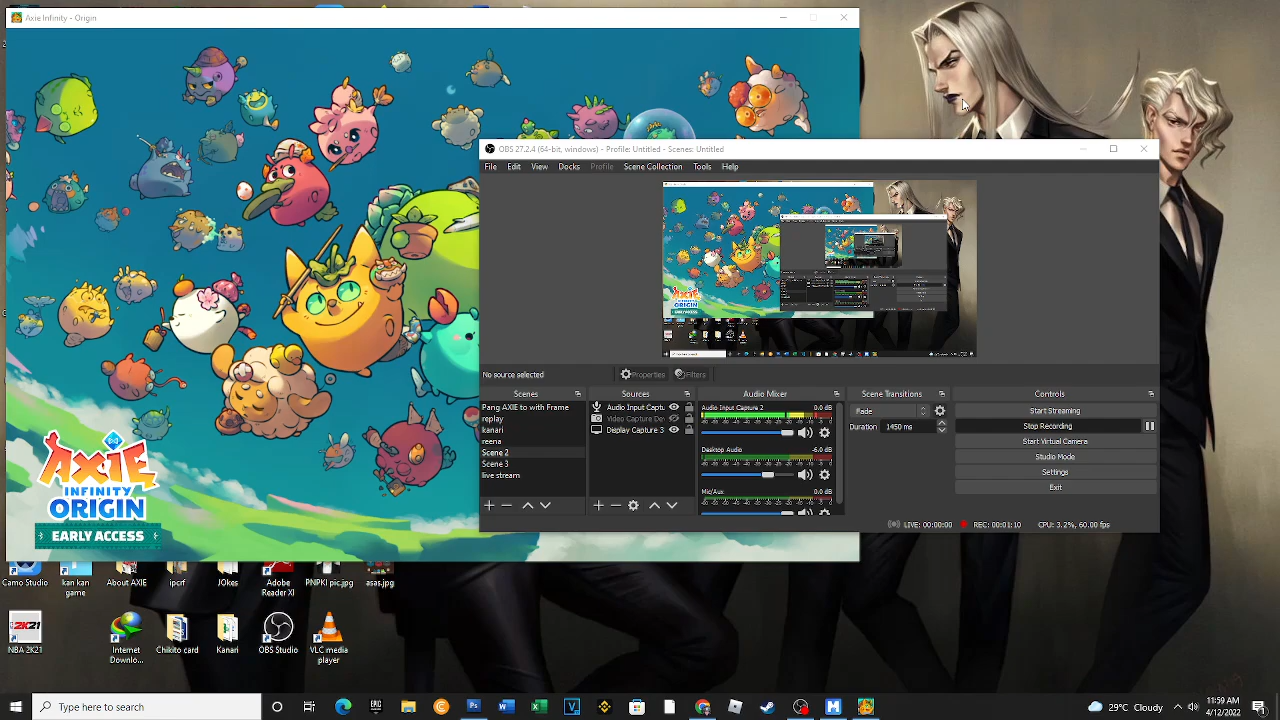 Axie Infinity - Origin
AXIE
INFINITY
ORIGIN
EARLY ACCESS
OBS 27.2.4 (64-bit, windows) - Profile: Untitled - Scenes: Untitled
File Edit View Docks Profile Scene Collection Tools Help
No source selected
Properties
Filters
Scenes
Pang AXIE to with Frame
replay
kanari
reena
Scene 2
Scene 3
live stream
Sources
Audio Input Captu
Video Capture Dev
Display Capture 3
Audio Mixer
Audio Input Capture 2 0.0 dB
Desktop Audio -6.0 dB
Mic/Aux 0.0 dB
Scene Transitions
Fade
Duration 1450 ms
Controls
Start Streaming
Stop Recording
Start Virtual Camera
Studio Mode
Settings
Exit
LIVE: 00:00:00 REC: 00:01:10 CPU: 3.2%, 60.00 fps
Camo Studio
game
About AXIE
ipcrf
JOKes
Adobe
Reader XI
PNPKI pic.jpg
asas.jpg
2K21
NBA 2K21
Internet
Downlo...
Chikito card
Kanari
OBS Studio
VLC media
player
Type here to search
29°C Cloudy
11:59 AM
4/12/2022